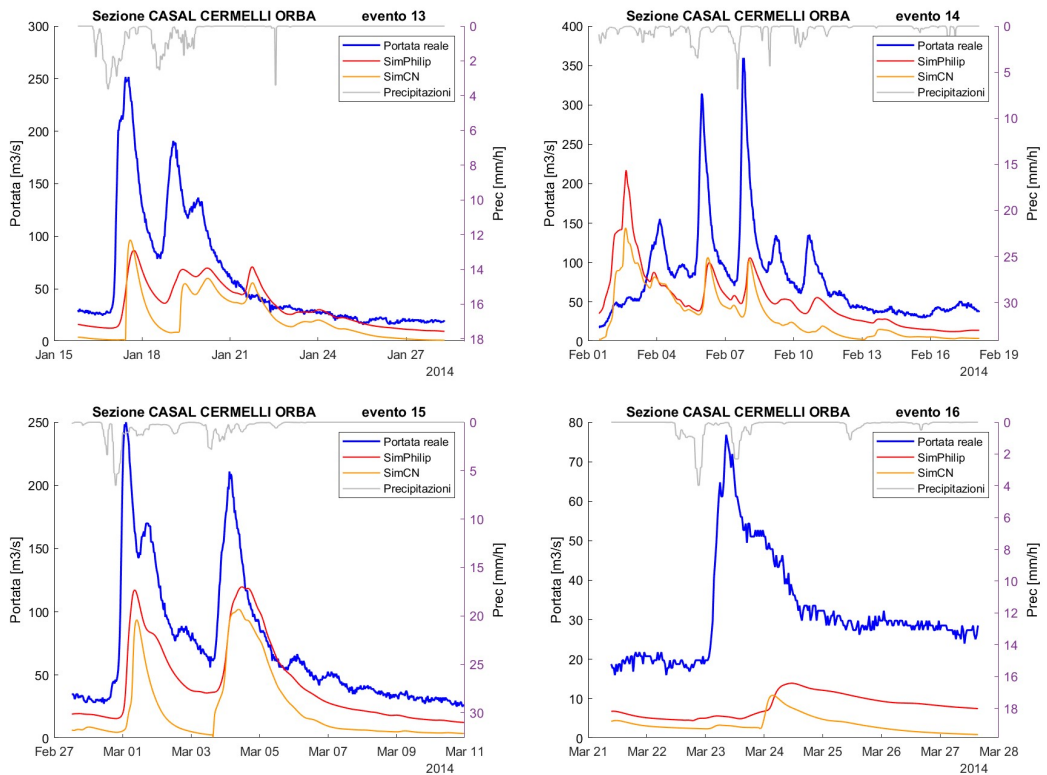 Sezione CASAL CERMELLI ORBA evento 13
Portata [m3/s]
300
250
200
150
100
50
0
Portata reale
SimPhilip
SimCN
Precipitazioni
0
2
4
6
8
10
12
14
16
18
Prec [mm/h]
Jan 15 Jan 18 Jan 21 Jan 24 Jan 27
2014
Sezione CASAL CERMELLI ORBA evento 14
Portata [m3/s]
400
350
300
250
200
150
100
50
0
Portata reale
SimPhilip
SimCN
Precipitazioni
0
5
10
15
20
25
30
Prec [mm/h]
Feb 01 Feb 04 Feb 07 Feb 10 Feb 13 Feb 16 Feb 19
2014
Sezione CASAL CERMELLI ORBA evento 15
Portata [m3/s]
250
200
150
100
50
0
Portata reale
SimPhilip
SimCN
Precipitazioni
0
5
10
15
20
25
30
Prec [mm/h]
Feb 27 Mar 01 Mar 03 Mar 05 Mar 07 Mar 09 Mar 11
2014
Sezione CASAL CERMELLI ORBA evento 16
Portata [m3/s]
80
70
60
50
40
30
20
10
0
Portata reale
SimPhilip
SimCN
Precipitazioni
0
2
4
6
8
10
12
14
16
18
Prec [mm/h]
Mar 21 Mar 22 Mar 23 Mar 24 Mar 25 Mar 26 Mar 27 Mar 28
2014